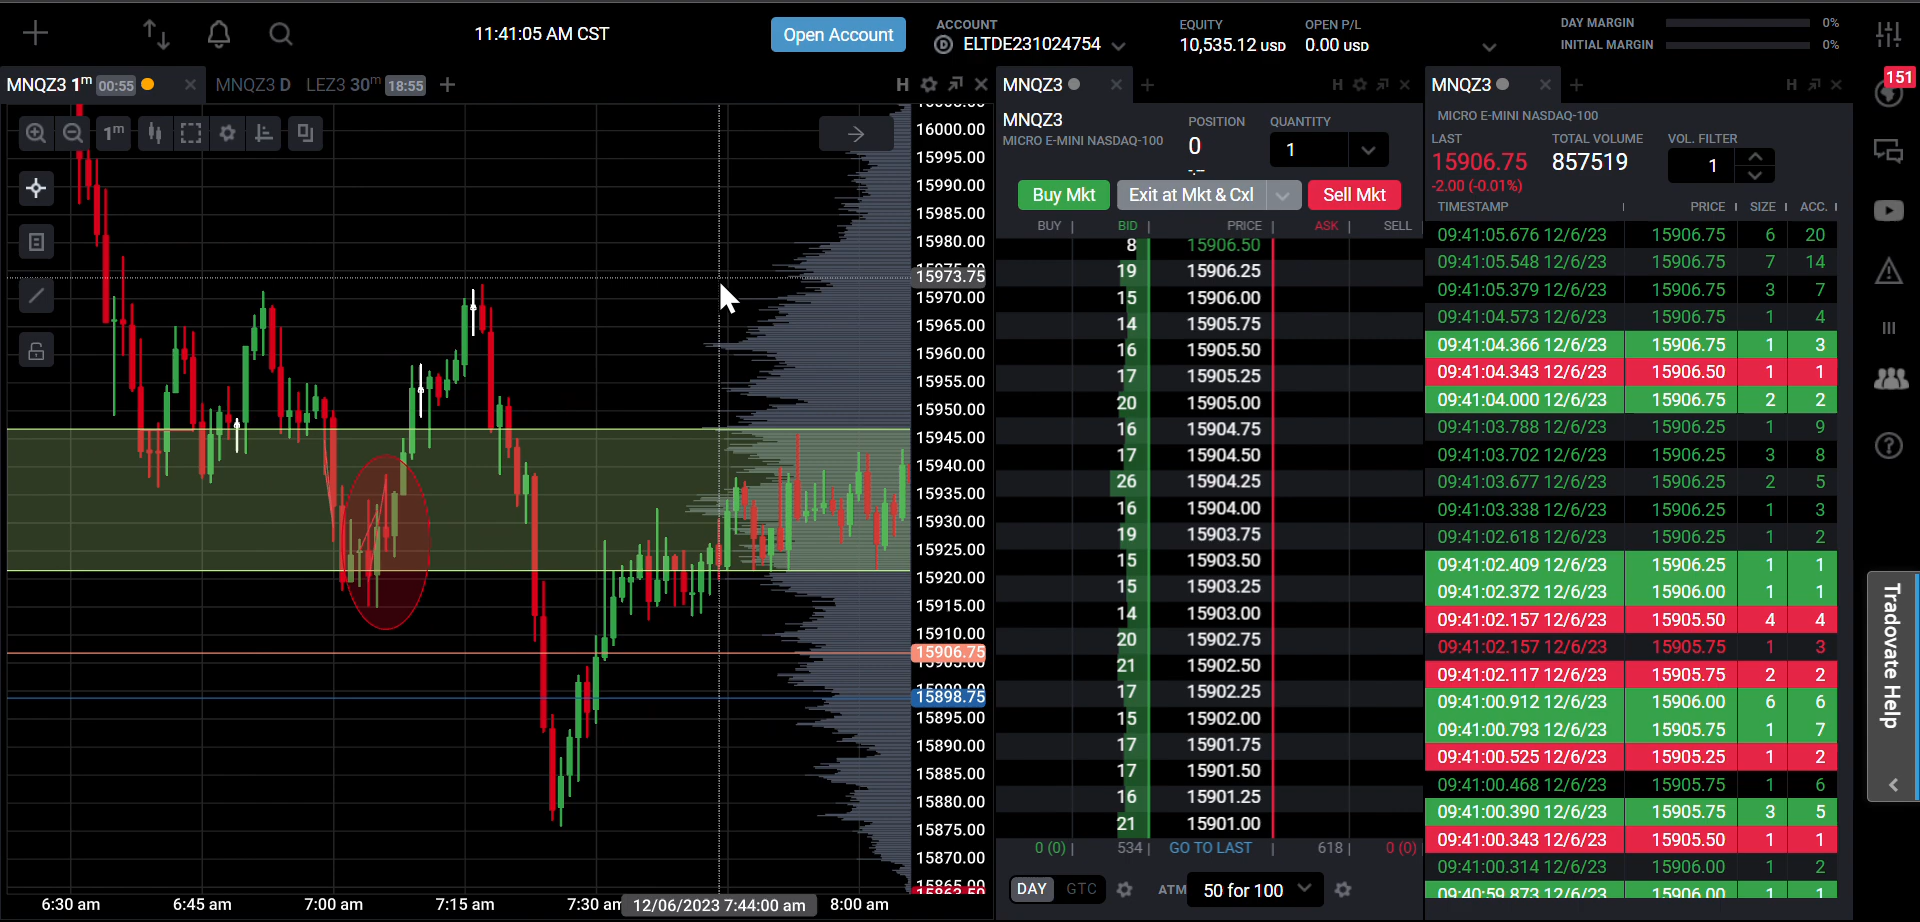 11:41:05 AM CST
Open Account
ACCOUNT
D ELTDE231024754
EQUITY
10,535.12 USD
OPEN P/L
0.00 USD
DAY MARGIN 0%
INITIAL MARGIN 0%
MNQZ3 1m 00:55
MNQZ3 D
LEZ3 30m 18:55
H
1m
16000.00
15995.00
15990.00
15985.00
15980.00
15973.75
15970.00
15965.00
15960.00
15955.00
15950.00
15945.00
15940.00
15935.00
15930.00
15925.00
15920.00
15915.00
15910.00
15906.75
15898.75
15895.00
15890.00
15885.00
15880.00
15875.00
15870.00
6:30 am 6:45 am 7:00 am 7:15 am 7:30 am 12/06/2023 7:44:00 am 8:00 am
MNQZ3
H
MNQZ3
MICRO E-MINI NASDAQ-100
POSITION
0
-.--
QUANTITY
1
Buy Mkt Exit at Mkt & Cxl Sell Mkt
BUY BID PRICE ASK SELL
8 15906.50
19 15906.25
15 15906.00
14 15905.75
16 15905.50
17 15905.25
20 15905.00
16 15904.75
17 15904.50
26 15904.25
16 15904.00
19 15903.75
15 15903.50
15 15903.25
14 15903.00
20 15902.75
21 15902.50
17 15902.25
15 15902.00
17 15901.75
17 15901.50
16 15901.25
21 15901.00
0 (0) 534 GO TO LAST 618 0 (0)
DAY GTC ATM 50 for 100
MNQZ3
H
MICRO E-MINI NASDAQ-100
LAST
15906.75
-2.00 (-0.01%)
TOTAL VOLUME
857519
VOL. FILTER
1
TIMESTAMP PRICE SIZE ACC.
09:41:05.676 12/6/23 15906.75 6 20
09:41:05.548 12/6/23 15906.75 7 14
09:41:05.379 12/6/23 15906.75 3 7
09:41:04.573 12/6/23 15906.75 1 4
09:41:04.366 12/6/23 15906.75 1 3
09:41:04.343 12/6/23 15906.50 1 1
09:41:04.000 12/6/23 15906.75 2 2
09:41:03.788 12/6/23 15906.25 1 9
09:41:03.702 12/6/23 15906.25 3 8
09:41:03.677 12/6/23 15906.25 2 5
09:41:03.338 12/6/23 15906.25 1 3
09:41:02.618 12/6/23 15906.25 1 2
09:41:02.409 12/6/23 15906.25 1 1
09:41:02.372 12/6/23 15906.00 1 1
09:41:02.157 12/6/23 15905.50 4 4
09:41:02.157 12/6/23 15905.75 1 3
09:41:02.117 12/6/23 15905.75 2 2
09:41:00.912 12/6/23 15906.00 6 6
09:41:00.793 12/6/23 15905.75 1 7
09:41:00.525 12/6/23 15905.25 1 2
09:41:00.468 12/6/23 15905.75 1 6
09:41:00.390 12/6/23 15905.75 3 5
09:41:00.343 12/6/23 15905.50 1 1
09:41:00.314 12/6/23 15906.00 1 2
09:40:59.873 12/6/23 15906.00 1 1
151
Tradovate Help